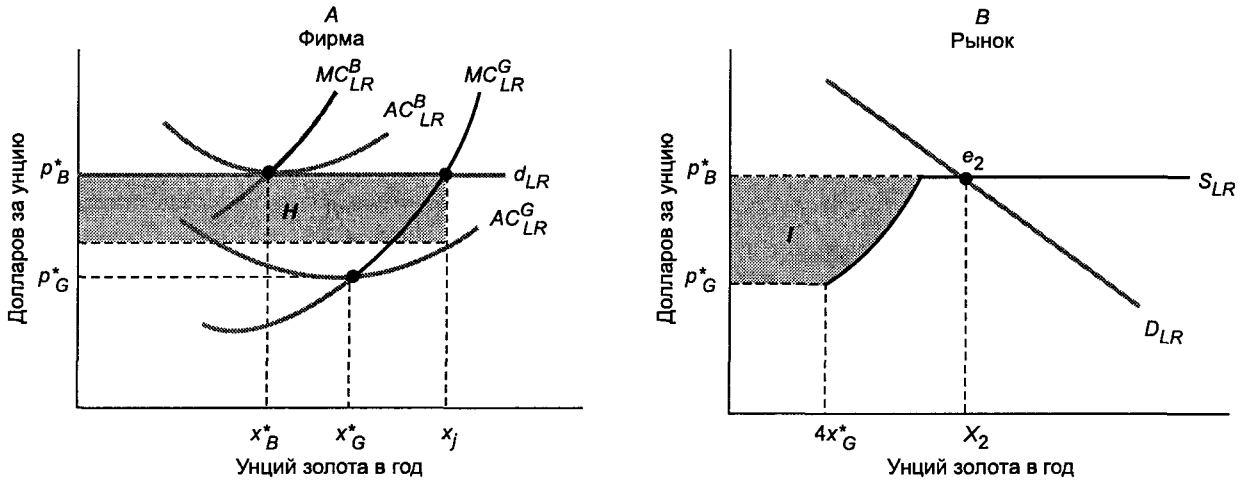 A
Фирма
Долларов за унцию
MC^B_LR
MC^G_LR
AC^B_LR
p*_B
d_LR
H
AC^G_LR
p*_G
x*_B
x*_G
x_j
Унций золота в год
B
Рынок
Долларов за унцию
p*_B
e_2
S_LR
I
p*_G
D_LR
4x*_G
X_2
Унций золота в год